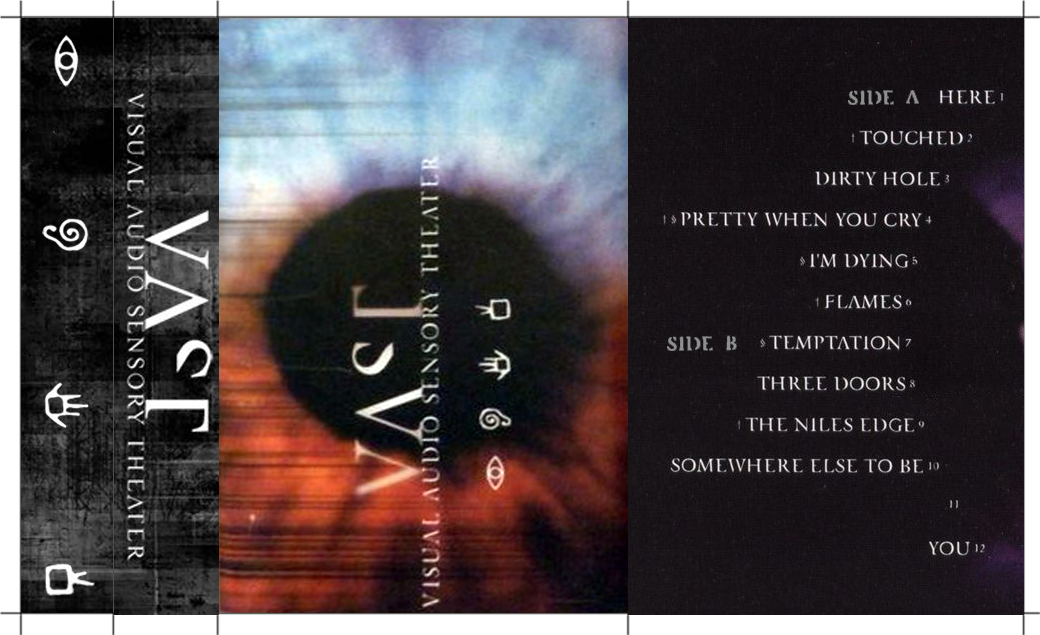 VISUAL AUDIO SENSORY THEATER
VAST
VAST
VISUAL AUDIO SENSORY THEATER
SIDE A HERE 1
† TOUCHED 2
DIRTY HOLE 3
† § PRETTY WHEN YOU CRY 4
§ I'M DYING 5
† FLAMES 6
SIDE B § TEMPTATION 7
THREE DOORS 8
† THE NILES EDGE 9
SOMEWHERE ELSE TO BE 10
11
YOU 12